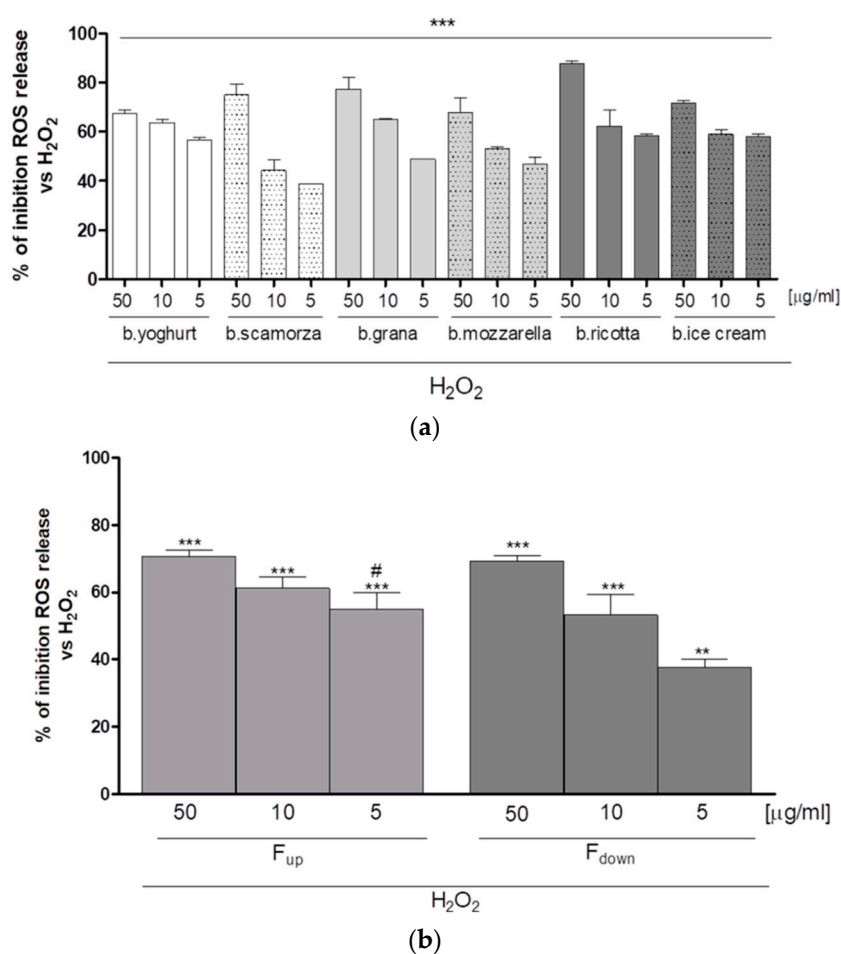 ***
100
80
60
40
20
0
% of inibition ROS release
vs H₂O₂
50 10 5 50 10 5 50 10 5 50 10 5 50 10 5 50 10 5 [μg/ml]
b.yoghurt b.scamorza b.grana b.mozzarella b.ricotta b.ice cream
H₂O₂
(a)
100
80
60
40
20
0
% of inibition ROS release
vs H₂O₂
*** *** # *** *** *** **
50 10 5 50 10 5 [μg/ml]
Fup Fdown
H₂O₂
(b)